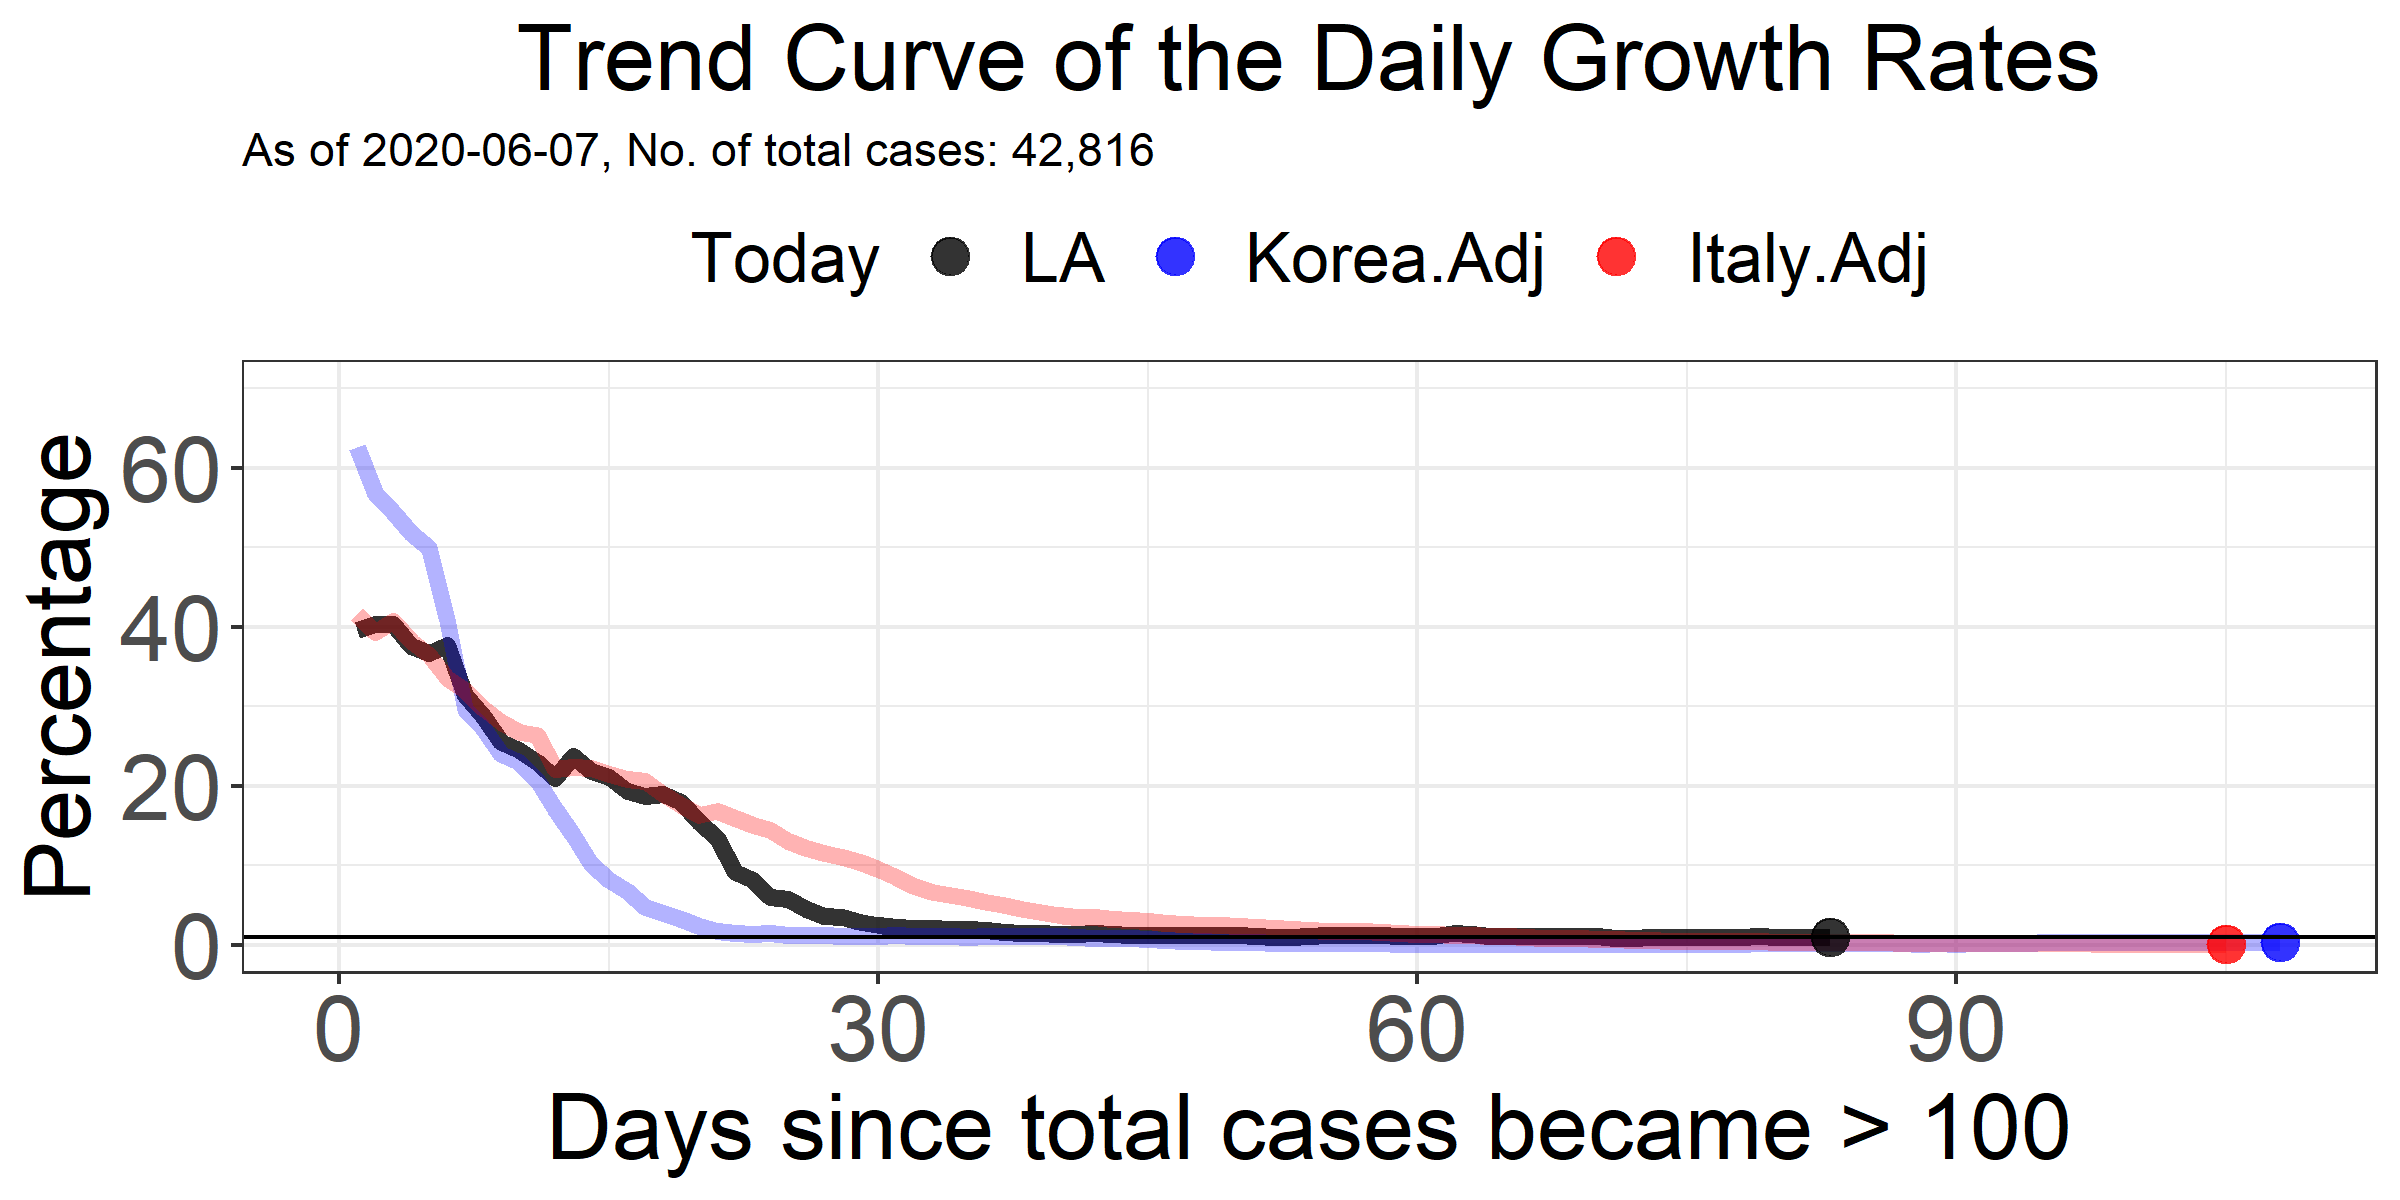 Trend Curve of the Daily Growth Rates
As of 2020-06-07, No. of total cases: 42,816
Today LA Korea.Adj Italy.Adj
Percentage
60
40
20
0
0 30 60 90
Days since total cases became > 100